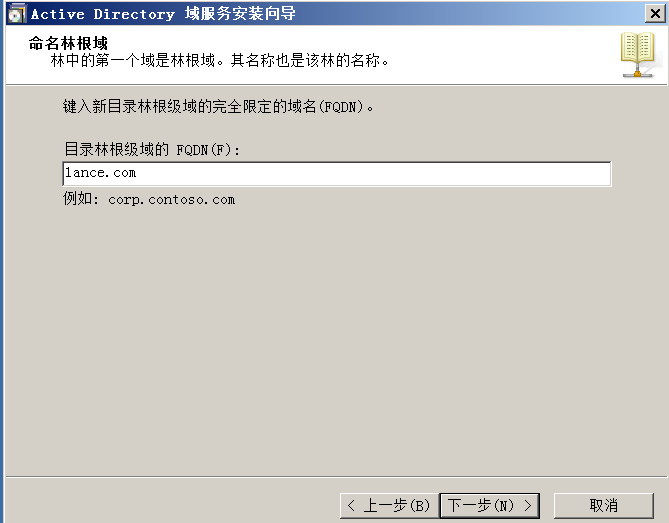 Active Directory 域服务安装向导
命名林根域
林中的第一个域是林根域。其名称也是该林的名称。
键入新目录林根级域的完全限定的域名(FQDN)。
目录林根级域的 FQDN(F):
lance.com
例如: corp.contoso.com
< 上一步(B) 下一步(N) > 取消